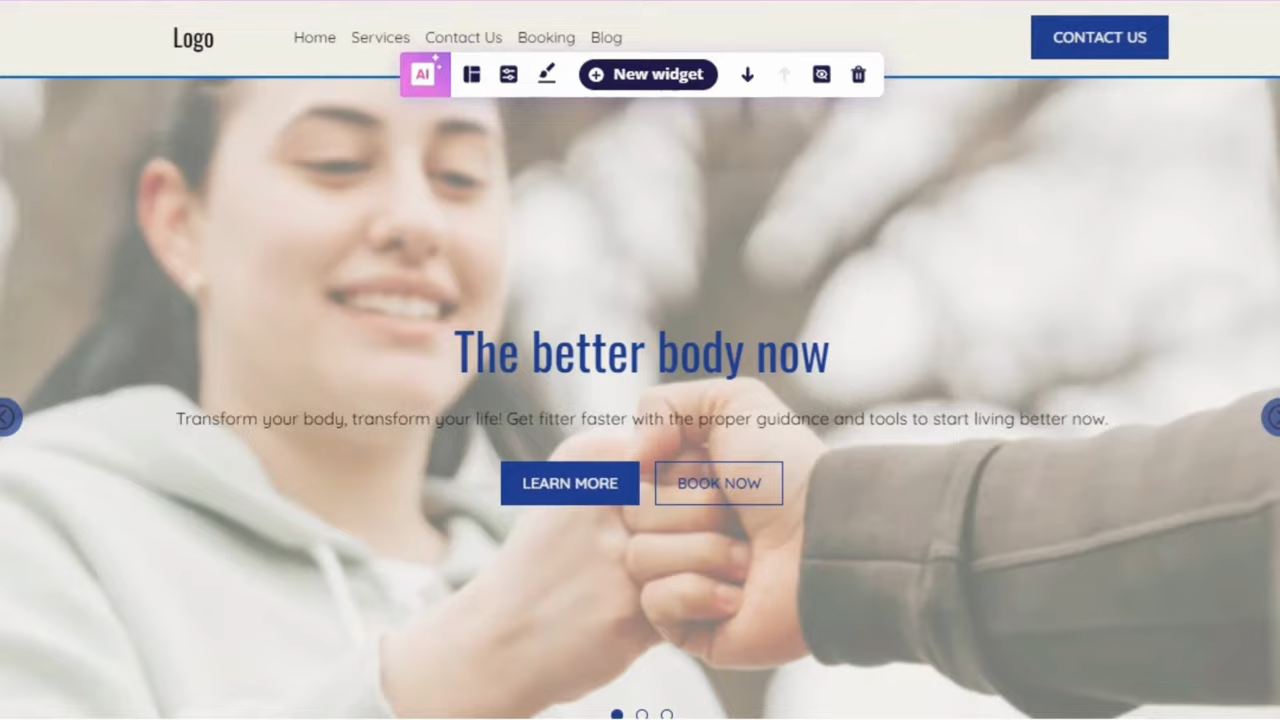 Logo
Home Services Contact Us Booking Blog
CONTACT US
AI
New widget
The better body now
Transform your body, transform your life! Get fitter faster with the proper guidance and tools to start living better now.
LEARN MORE
BOOK NOW